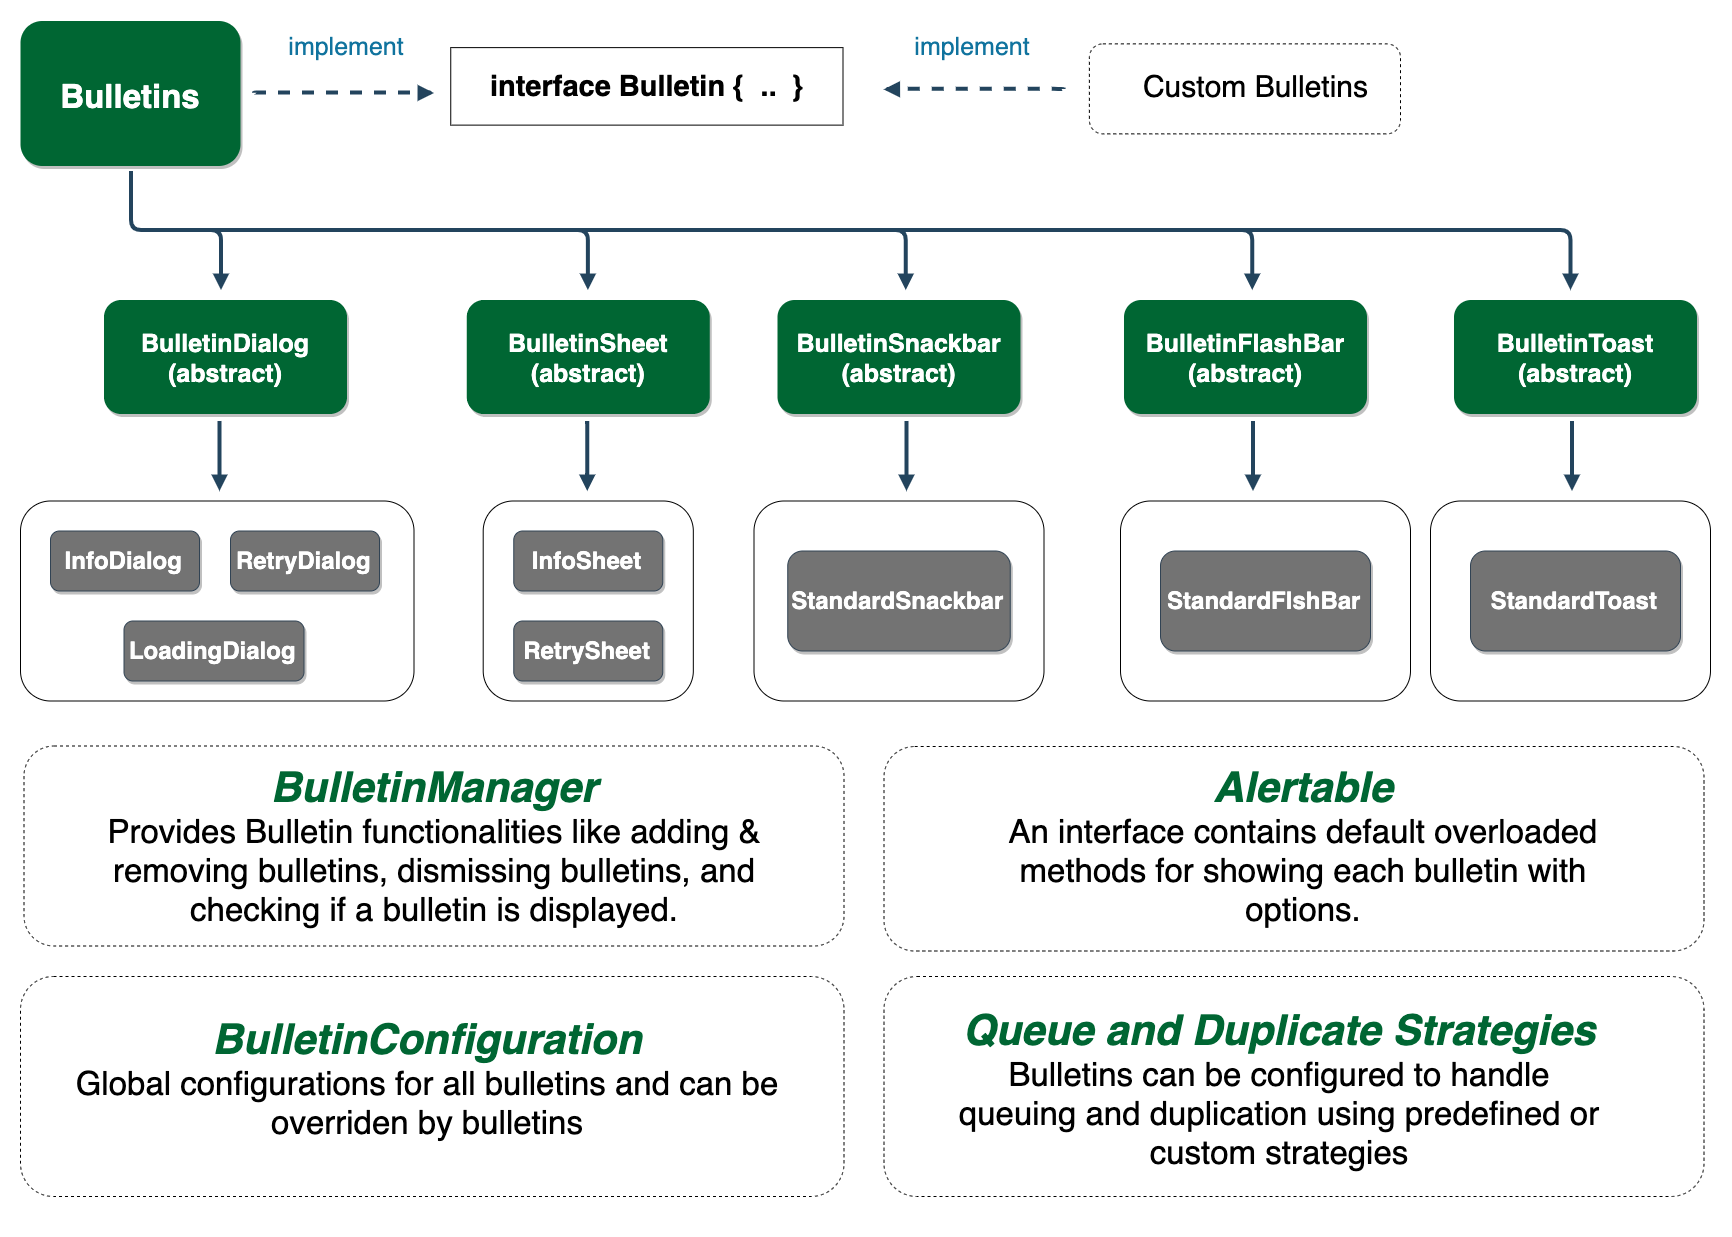 Bulletins
implement
interface Bulletin {  ..  }
implement
Custom Bulletins
BulletinDialog
(abstract)
BulletinSheet
(abstract)
BulletinSnackbar
(abstract)
BulletinFlashBar
(abstract)
BulletinToast
(abstract)
InfoDialog
RetryDialog
LoadingDialog
InfoSheet
RetrySheet
StandardSnackbar
StandardFlshBar
StandardToast
BulletinManager
Provides Bulletin functionalities like adding &
removing bulletins, dismissing bulletins, and
checking if a bulletin is displayed.
Alertable
An interface contains default overloaded
methods for showing each bulletin with
options.
BulletinConfiguration
Global configurations for all bulletins and can be
overriden by bulletins
Queue and Duplicate Strategies
Bulletins can be configured to handle
queuing and duplication using predefined or
custom strategies